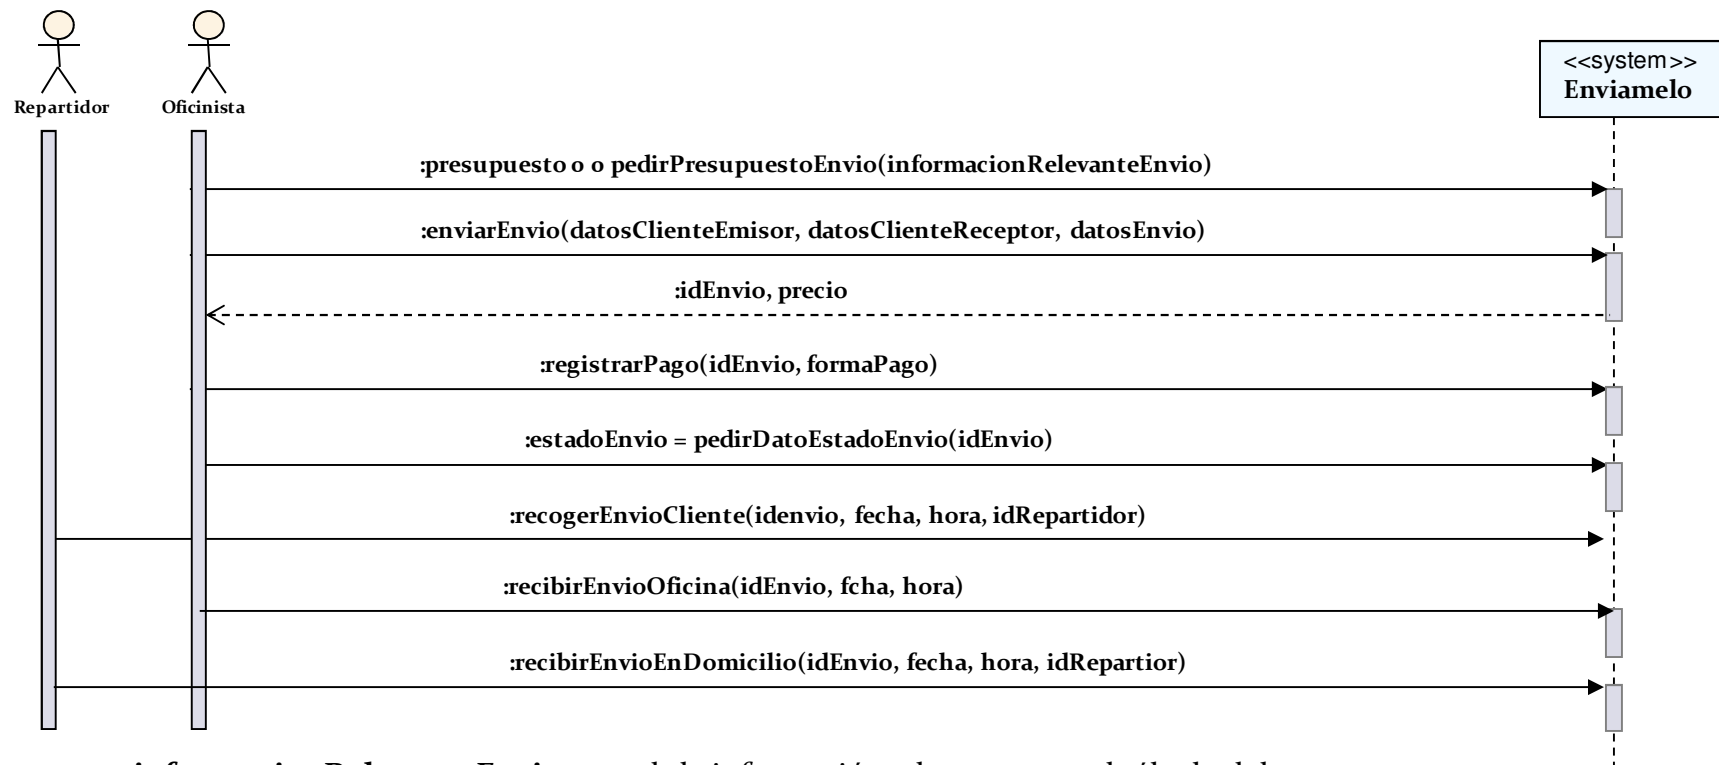 Repartidor
Oficinista
<<system>>
Enviamelo
:presupuesto o o pedirPresupuestoEnvio(informacionRelevanteEnvio)
:enviarEnvio(datosClienteEmisor, datosClienteReceptor, datosEnvio)
:idEnvio, precio
:registrarPago(idEnvio, formaPago)
:estadoEnvio = pedirDatoEstadoEnvio(idEnvio)
:recogerEnvioCliente(idenvio, fecha, hora, idRepartidor)
:recibirEnvioOficina(idEnvio, fcha, hora)
:recibirEnvioEnDomicilio(idEnvio, fecha, hora, idRepartior)